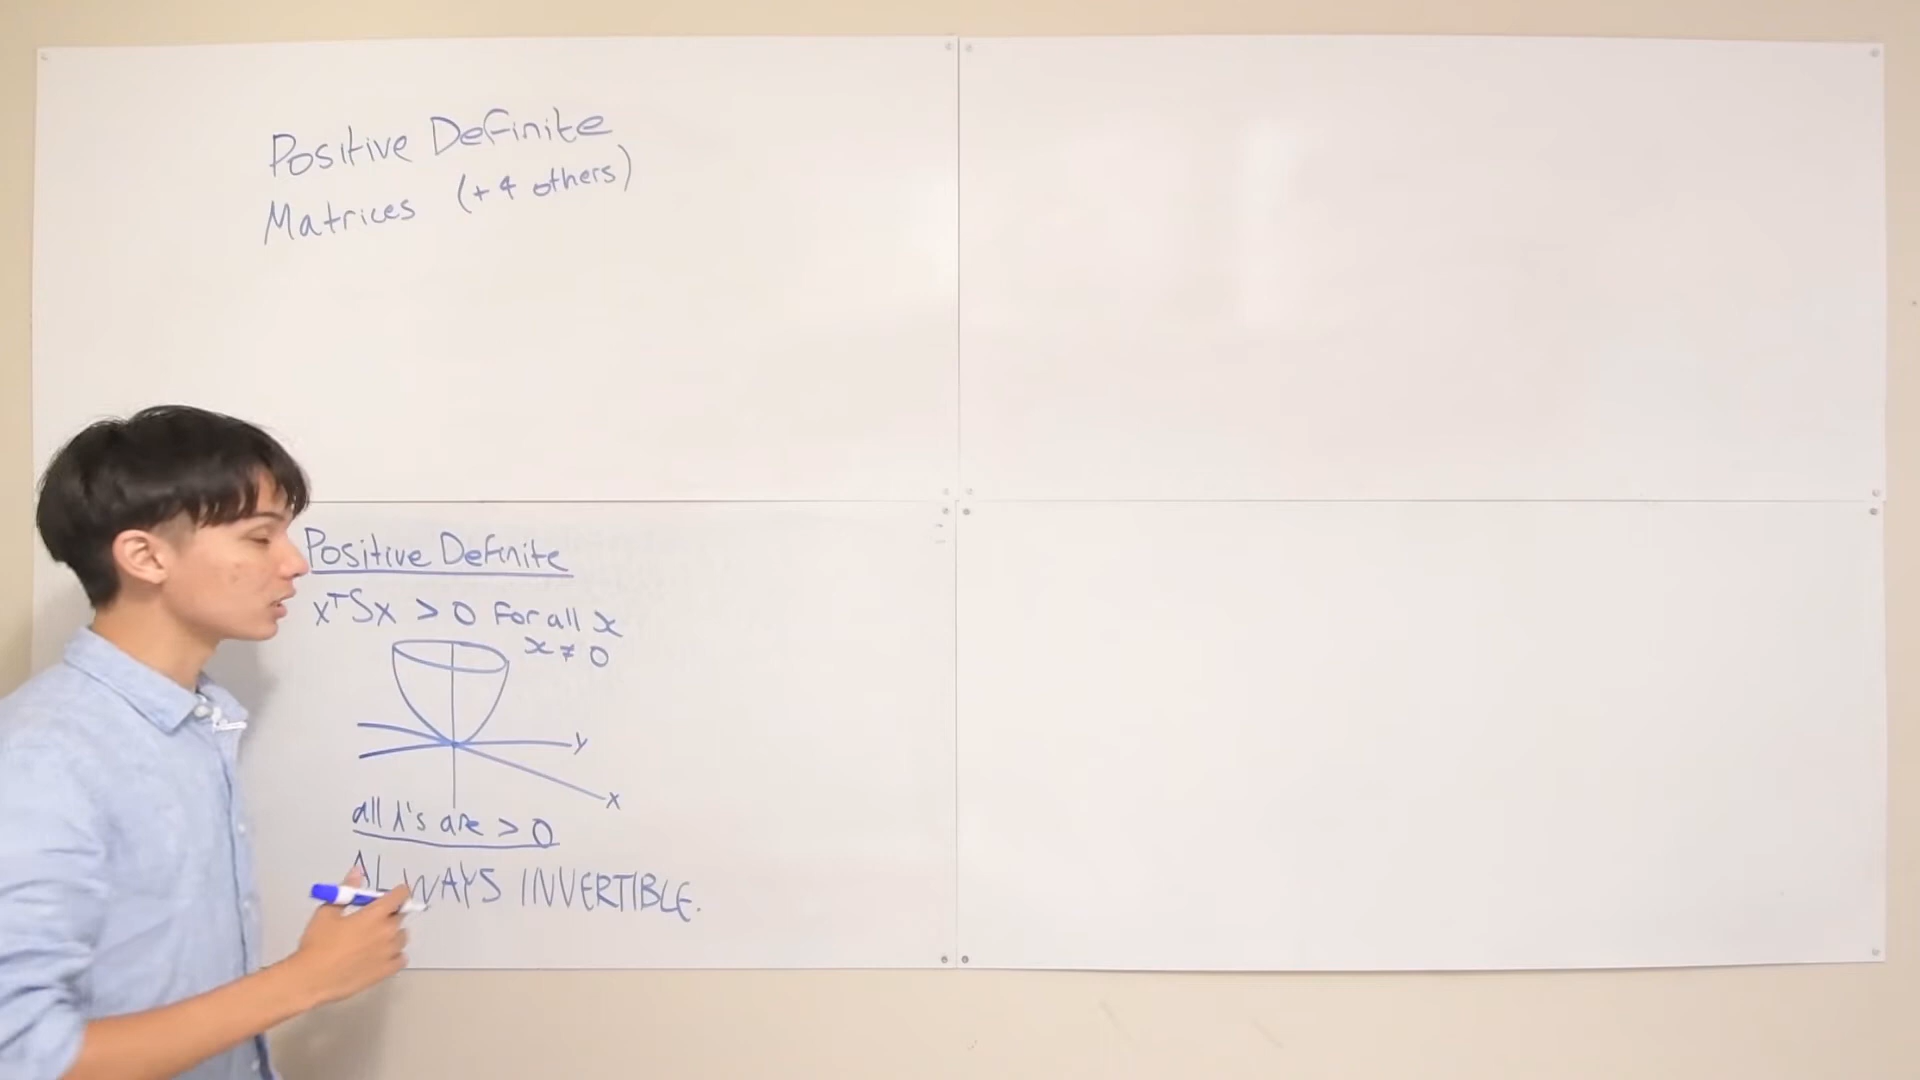 Positive Definite
Matrices (+4 others)
Positive Definite
xᵀSx > 0 for all x
x ≠ 0
y
x
all λ's are > 0
ALWAYS INVERTIBLE.